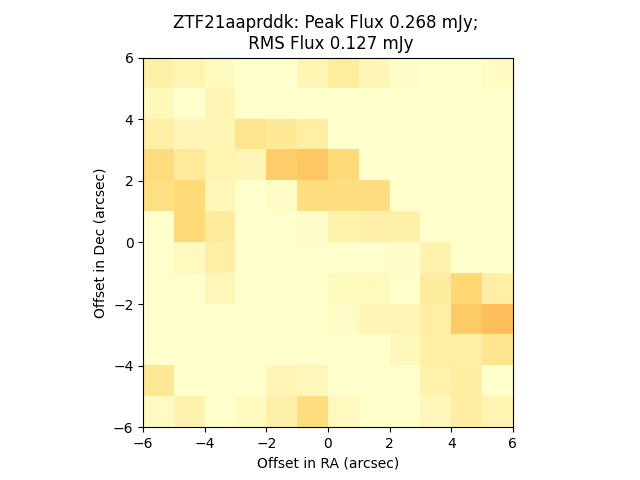 ZTF21aaprddk: Peak Flux 0.268 mJy;
RMS Flux 0.127 mJy
6
4
2
0
−2
−4
−6
Offset in Dec (arcsec)
−6 −4 −2 0 2 4 6
Offset in RA (arcsec)